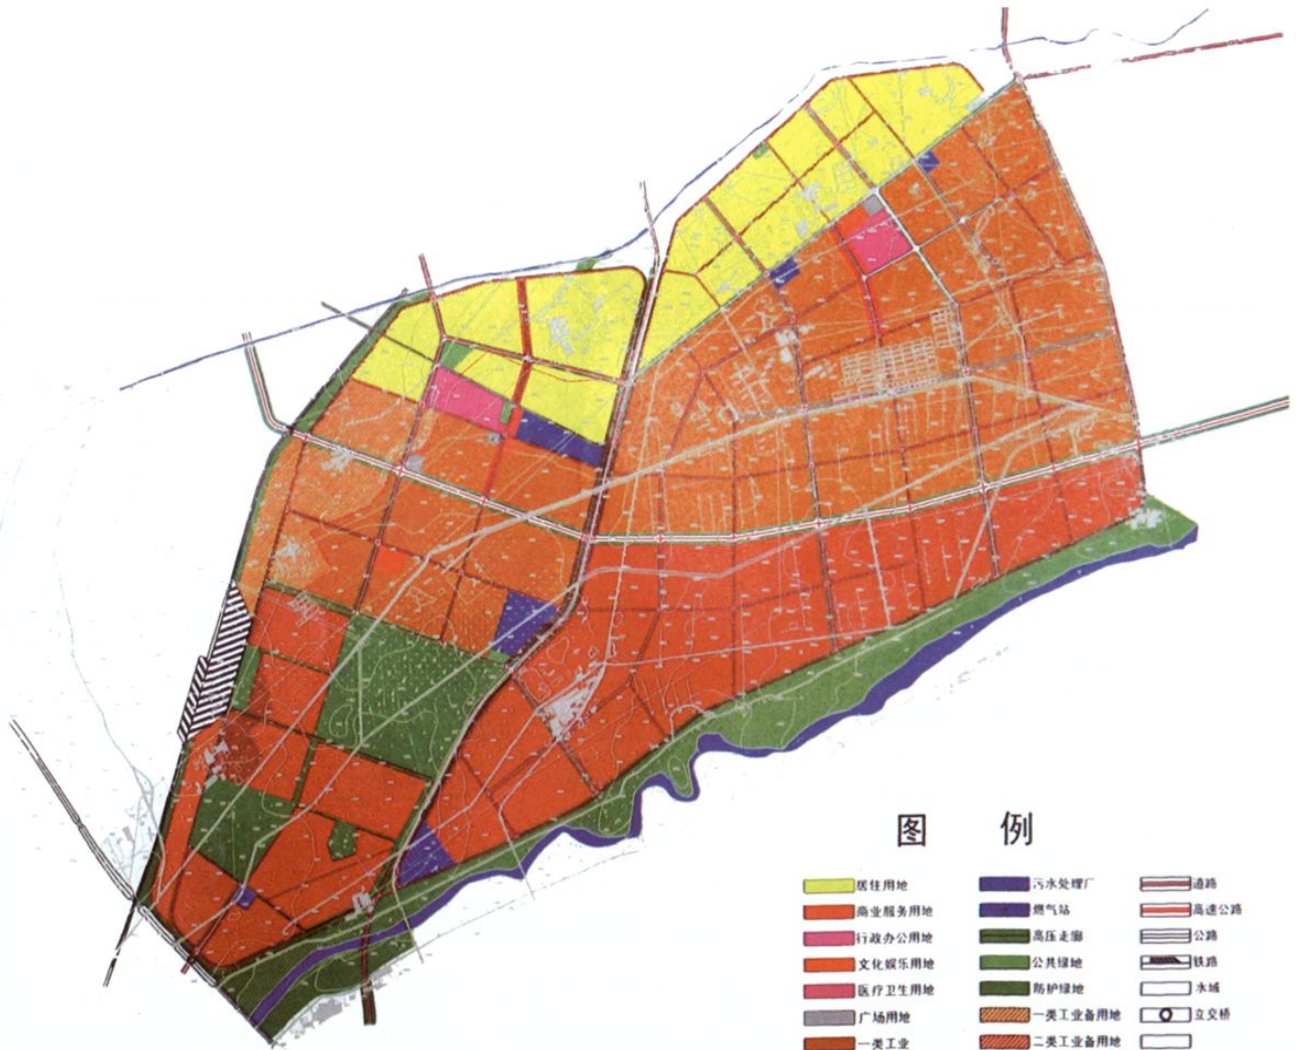 图 例
居住用地
商业服务用地
行政办公用地
文化娱乐用地
医疗卫生用地
广场用地
一类工业
污水处理厂
燃气站
高压走廊
公共绿地
防护绿地
一类工业备用地
二类工业备用地
道路
高速公路
公路
铁路
水域
立交桥